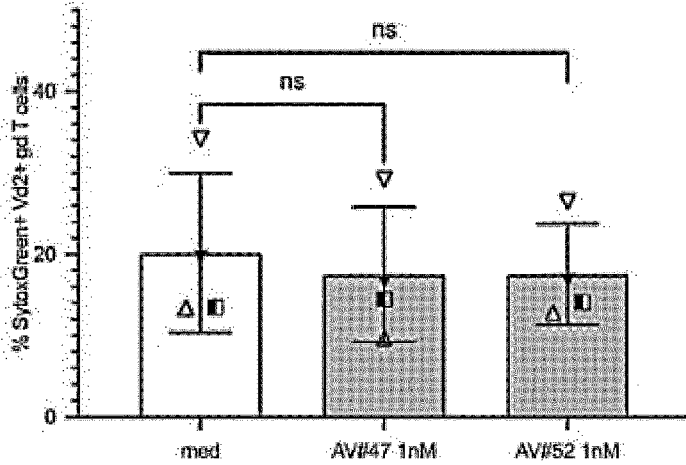 ns
ns
% SytoxGreen+ Vd2+ gd T cells
40
20
0
med
AV#47 1nM
AV#52 1nM